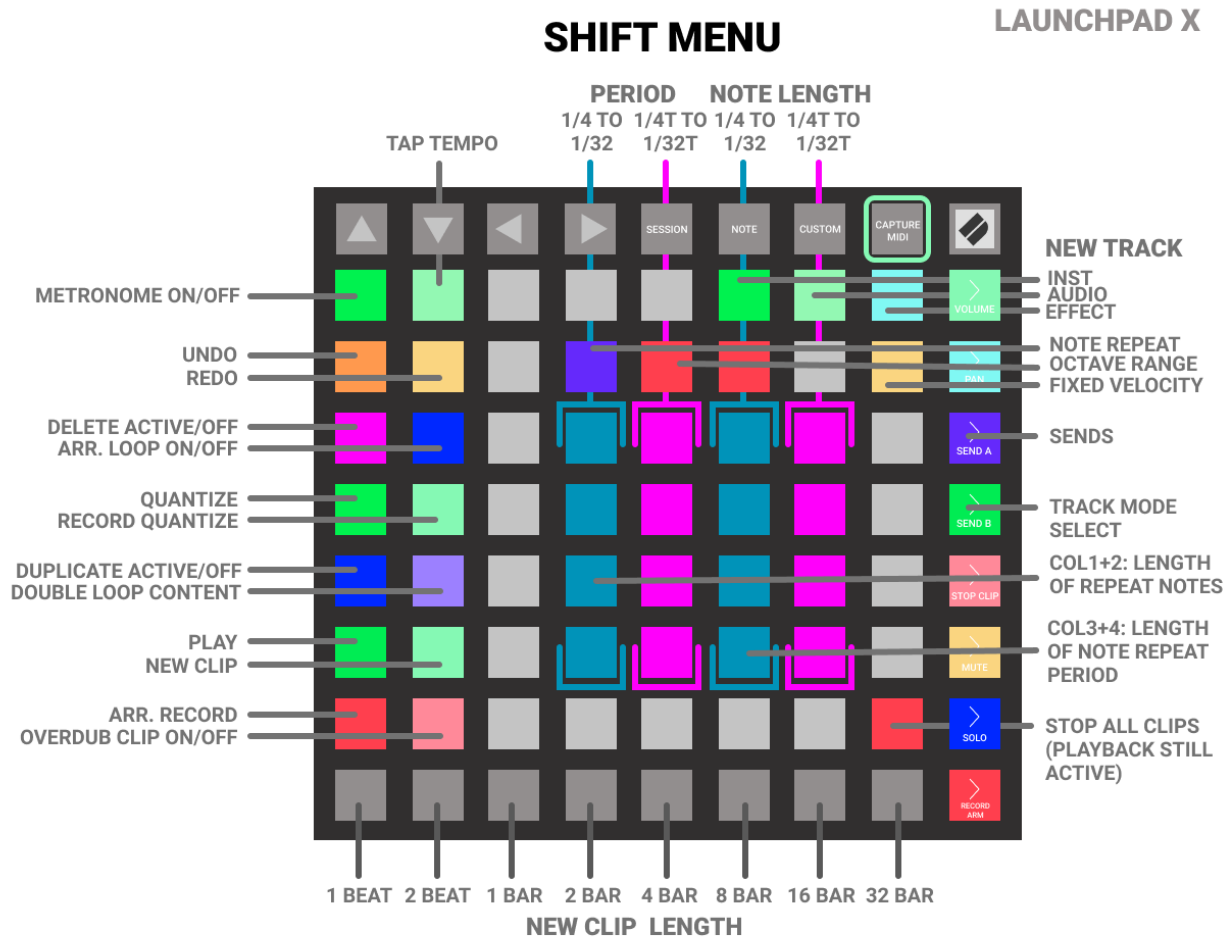 LAUNCHPAD X
SHIFT MENU
PERIOD
NOTE LENGTH
1/4 TO
1/32
1/4T TO
1/32T
1/4 TO
1/32
1/4T TO
1/32T
TAP TEMPO
SESSION
NOTE
CUSTOM
CAPTURE
MIDI
NEW TRACK
INST
AUDIO
EFFECT
METRONOME ON/OFF
VOLUME
UNDO
REDO
PAN
NOTE REPEAT
OCTAVE RANGE
FIXED VELOCITY
DELETE ACTIVE/OFF
ARR. LOOP ON/OFF
SEND A
SENDS
QUANTIZE
RECORD QUANTIZE
SEND B
TRACK MODE
SELECT
DUPLICATE ACTIVE/OFF
DOUBLE LOOP CONTENT
STOP CLIP
COL1+2: LENGTH
OF REPEAT NOTES
PLAY
NEW CLIP
MUTE
COL3+4: LENGTH
OF NOTE REPEAT
PERIOD
ARR. RECORD
OVERDUB CLIP ON/OFF
SOLO
STOP ALL CLIPS
(PLAYBACK STILL
ACTIVE)
RECORD
ARM
1 BEAT
2 BEAT
1 BAR
2 BAR
4 BAR
8 BAR
16 BAR
32 BAR
NEW CLIP LENGTH